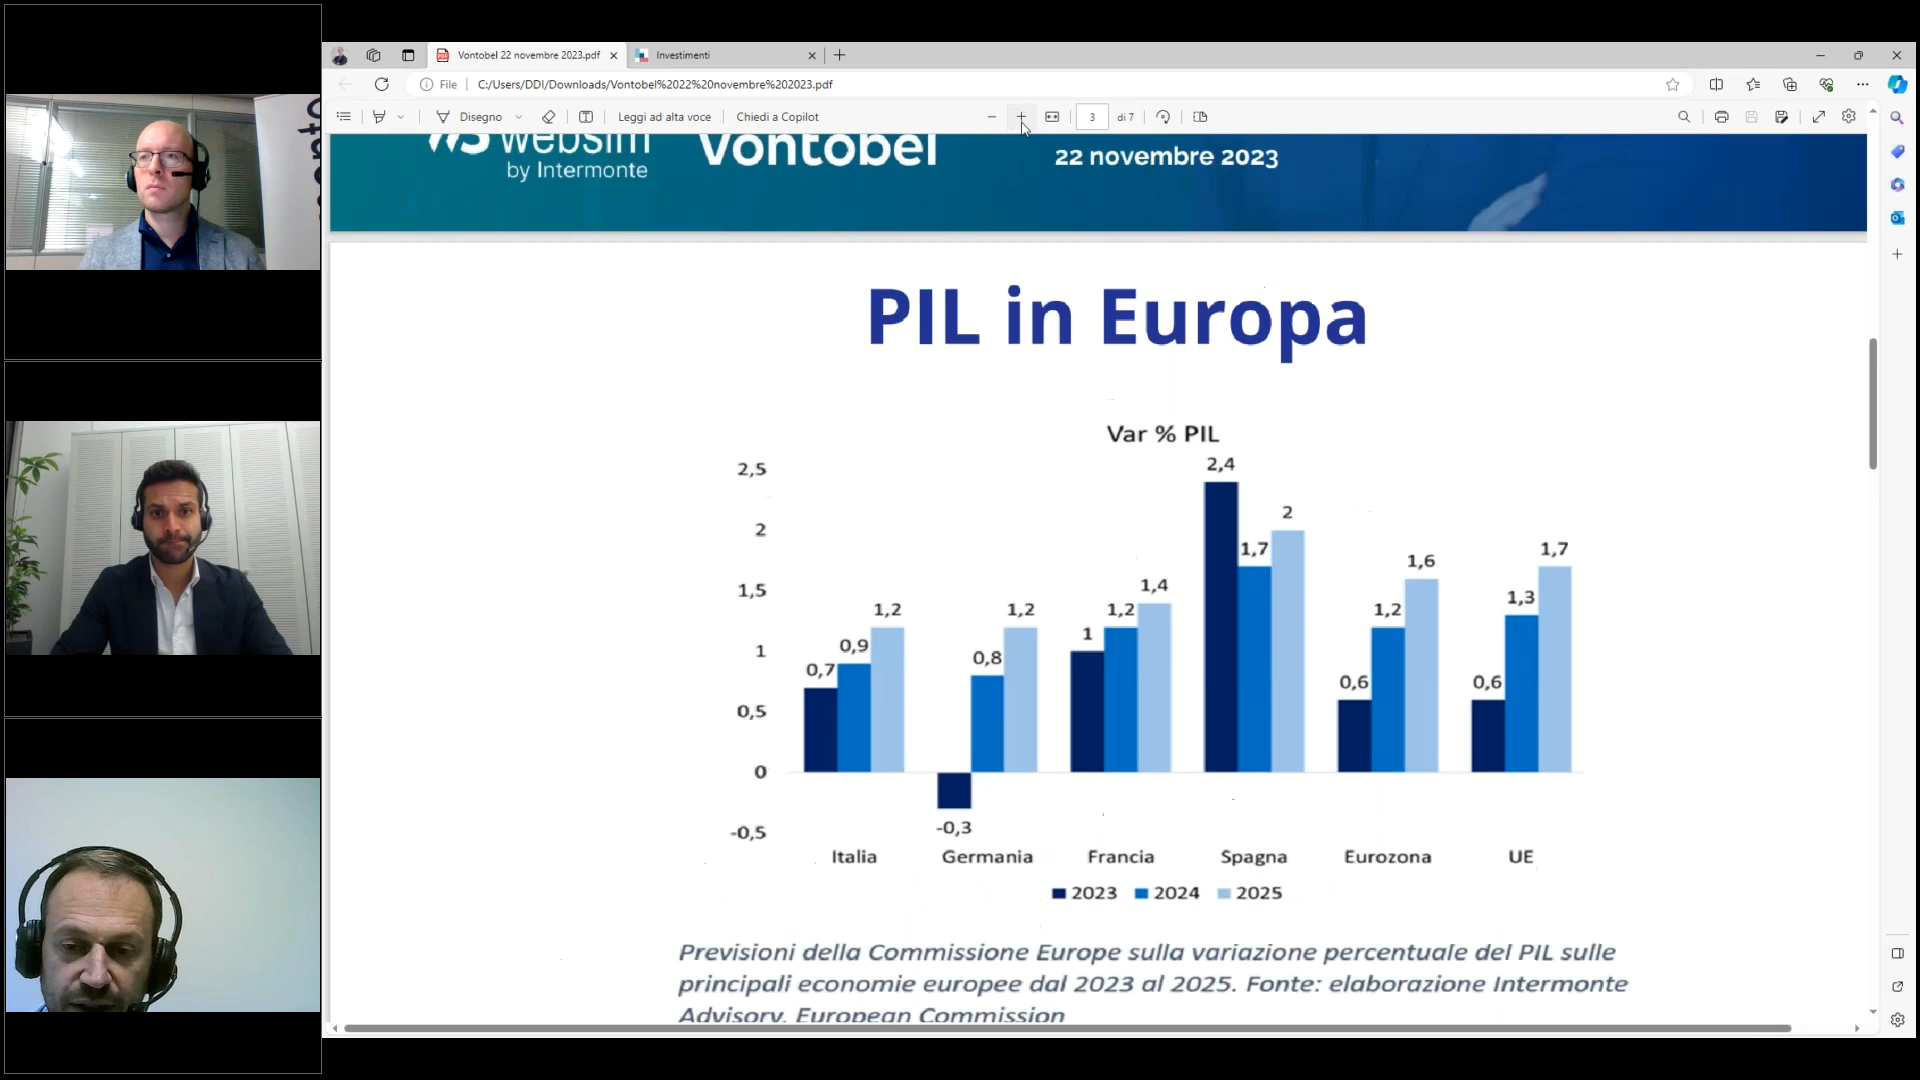 Vontobel 22 novembre 2023.pdf
Investimenti
File
C:/Users/DDI/Downloads/Vontobel%2022%20novembre%202023.pdf
Disegno
Leggi ad alta voce
Chiedi a Copilot
3 di 7
websim
by Intermonte
Vontobel
22 novembre 2023
PIL in Europa
Var % PIL
2,5
2
1,5
1
0,5
0
-0,5
0,7 0,9 1,2
-0,3 0,8 1,2
1 1,2 1,4
2,4 1,7 2
0,6 1,2 1,6
0,6 1,3 1,7
Italia Germania Francia Spagna Eurozona UE
2023 2024 2025
Previsioni della Commissione Europe sulla variazione percentuale del PIL sulle
principali economie europee dal 2023 al 2025. Fonte: elaborazione Intermonte
Advisory, European Commission